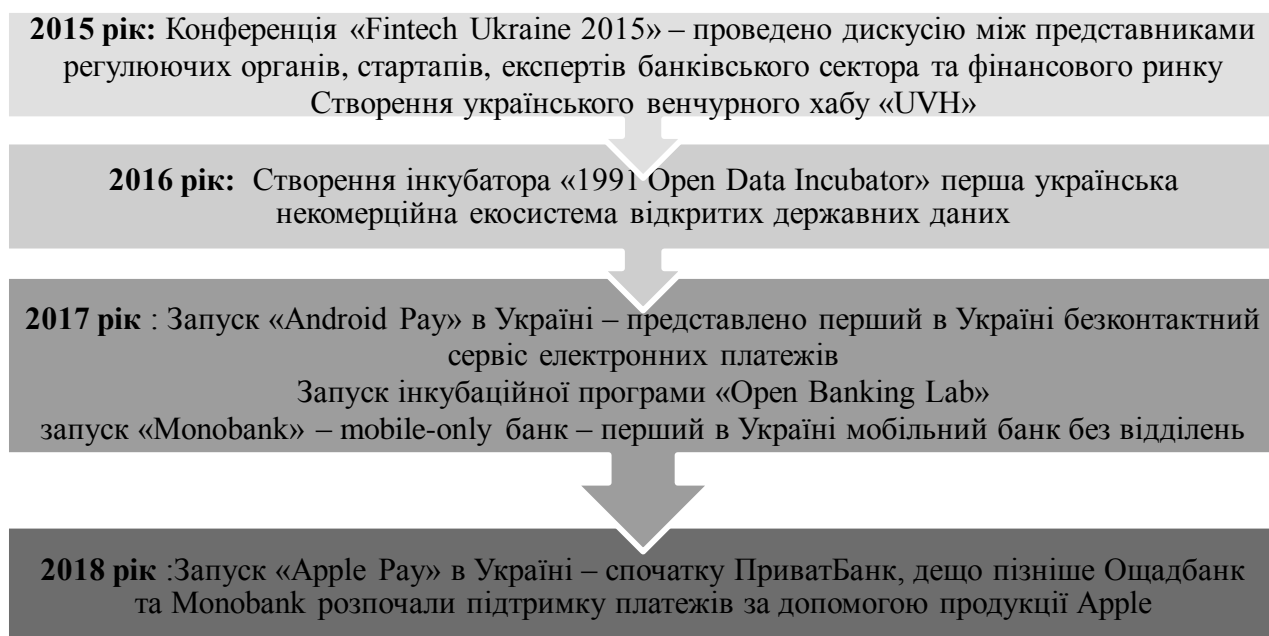 2015 рік: Конференція «Fintech Ukraine 2015» – проведено дискусію між представниками
регулюючих органів, стартапів, експертів банківського сектора та фінансового ринку
Створення українського венчурного хабу «UVH»
2016 рік: Створення інкубатора «1991 Open Data Incubator» перша українська
некомерційна екосистема відкритих державних даних
2017 рік : Запуск «Android Pay» в Україні – представлено перший в Україні безконтактний
сервіс електронних платежів
Запуск інкубаційної програми «Open Banking Lab»
запуск «Monobank» – mobile-only банк – перший в Україні мобільний банк без відділень
2018 рік :Запуск «Apple Pay» в Україні – спочатку ПриватБанк, дещо пізніше Ощадбанк
та Monobank розпочали підтримку платежів за допомогою продукції Apple